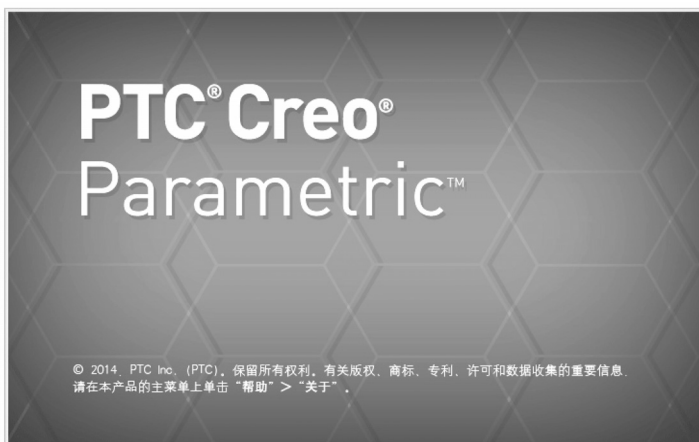 PTC® Creo®
Parametric™
© 2014, PTC Inc. (PTC)。保留所有权利。有关版权、商标、专利、许可和数据收集的重要信息,
请在本产品的主菜单上单击“帮助”>“关于”。